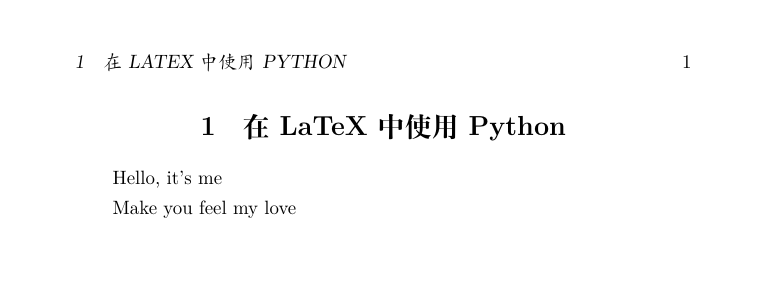 1 在 LATEX 中使用 PYTHON 1
1 在 LaTeX 中使用 Python
Hello, it's me
Make you feel my love